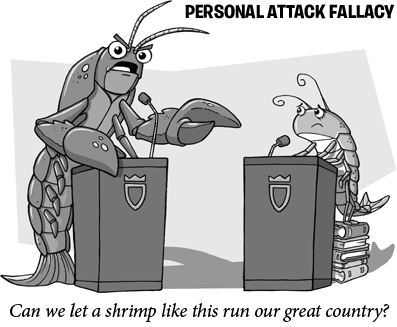 PERSONAL ATTACK FALLACY
Can we let a shrimp like this run our great country?